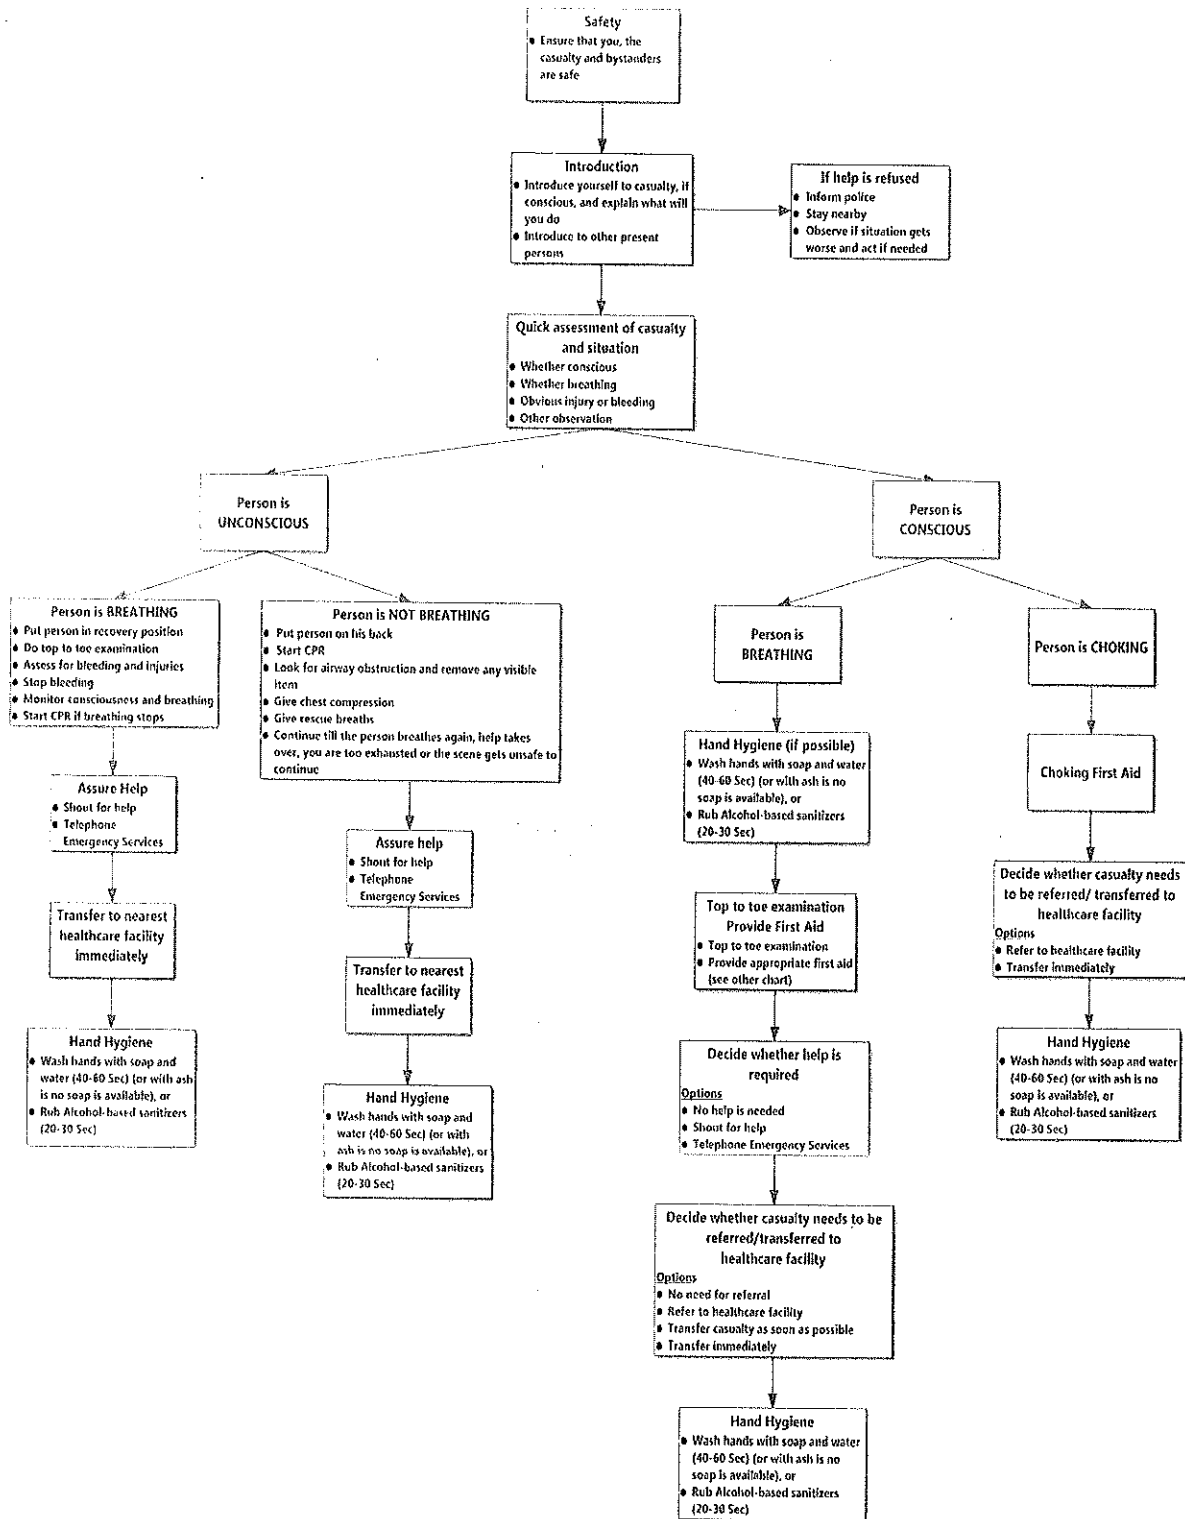 Safety
● Ensure that you, the
casualty and bystanders
are safe
Introduction
● Introduce yourself to casualty, if
conscious, and explain what will
you do
● Introduce to other present
persons
If help is refused
● Inform police
● Stay nearby
● Observe if situation gets
worse and act if needed
Quick assessment of casualty
and situation
● Whether conscious
● Whether breathing
● Obvious injury or bleeding
● Other observation
Person is
UNCONSCIOUS
Person is
CONSCIOUS
Person is BREATHING
● Put person in recovery position
● Do top to toe examination
● Assess for bleeding and injuries
● Stop bleeding
● Monitor consciousness and breathing
● Start CPR if breathing stops
Assure Help
● Shout for help
● Telephone
Emergency Services
Transfer to nearest
healthcare facility
immediately
Hand Hygiene
● Wash hands with soap and
water (40-60 Sec) (or with ash
is no soap is available), or
● Rub Alcohol-based sanitizers
(20-30 Sec)
Person is NOT BREATHING
● Put person on his back
● Start CPR
● Look for airway obstruction and remove any visible
item
● Give chest compression
● Give rescue breaths
● Continue till the person breathes again, help takes
over, you are too exhausted or the scene gets unsafe to
continue
Assure help
● Shout for help
● Telephone
Emergency Services
Transfer to nearest
healthcare facility
immediately
Hand Hygiene
● Wash hands with soap and
water (40-60 Sec) (or with
ash is no soap is available), or
● Rub Alcohol-based sanitizers
(20-30 Sec)
Person is
BREATHING
Hand Hygiene (if possible)
● Wash hands with soap and water
(40-60 Sec) (or with ash is no
soap is available), or
● Rub Alcohol-based sanitizers
(20-30 Sec)
Top to toe examination
Provide First Aid
● Top to toe examination
● Provide appropriate first aid
(see other chart)
Decide whether help is
required
Options
● No help is needed
● Shout for help
● Telephone Emergency Services
Decide whether casualty needs to be
referred/transferred to
healthcare facility
Options
● No need for referral
● Refer to healthcare facility
● Transfer casualty as soon as possible
● Transfer immediately
Hand Hygiene
● Wash hands with soap and water
(40-60 Sec) (or with ash is no
soap is available), or
● Rub Alcohol-based sanitizers
(20-30 Sec)
Person is CHOKING
Choking First Aid
Decide whether casualty needs
to be referred/ transferred to
healthcare facility
Options
● Refer to healthcare facility
● Transfer immediately
Hand Hygiene
● Wash hands with soap and water
(40-60 Sec) (or with ash is no
soap is available), or
● Rub Alcohol-based sanitizers
(20-30 Sec)